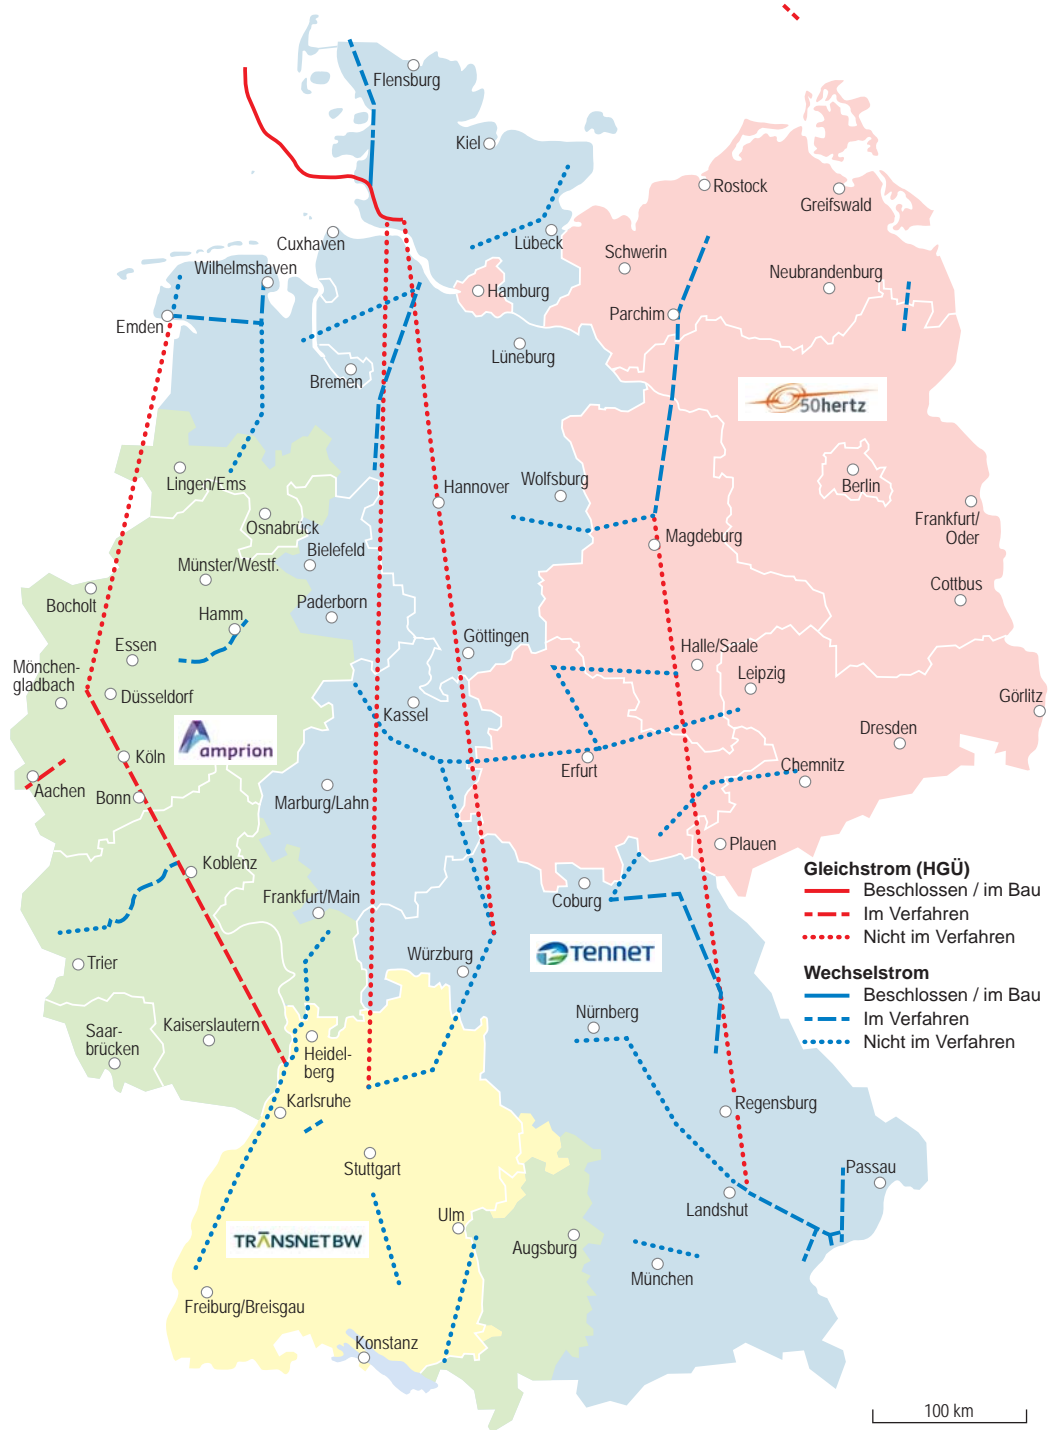 Flensburg
Kiel
Rostock
Greifswald
Cuxhaven
Lübeck
Schwerin
Wilhelmshaven
Neubrandenburg
Hamburg
Parchim
Emden
Lüneburg
Bremen
50hertz
Lingen/Ems
Wolfsburg
Berlin
Hannover
Osnabrück
Frankfurt/
Oder
Magdeburg
Bielefeld
Münster/Westf.
Cottbus
Bocholt
Paderborn
Hamm
Göttingen
Essen
Halle/Saale
Mönchen-
gladbach
Leipzig
Düsseldorf
Görlitz
Kassel
Dresden
amprion
Köln
Erfurt
Chemnitz
Aachen
Bonn
Marburg/Lahn
Plauen
Koblenz
Frankfurt/Main
Coburg
Gleichstrom (HGÜ)
Beschlossen / im Bau
Im Verfahren
Nicht im Verfahren
Wechselstrom
Beschlossen / im Bau
Im Verfahren
Nicht im Verfahren
Würzburg
TENNET
Trier
Nürnberg
Kaiserslautern
Saar-
brücken
Heidel-
berg
Karlsruhe
Regensburg
Stuttgart
Passau
Landshut
Ulm
TRANSNET BW
Augsburg
München
Freiburg/Breisgau
Konstanz
100 km